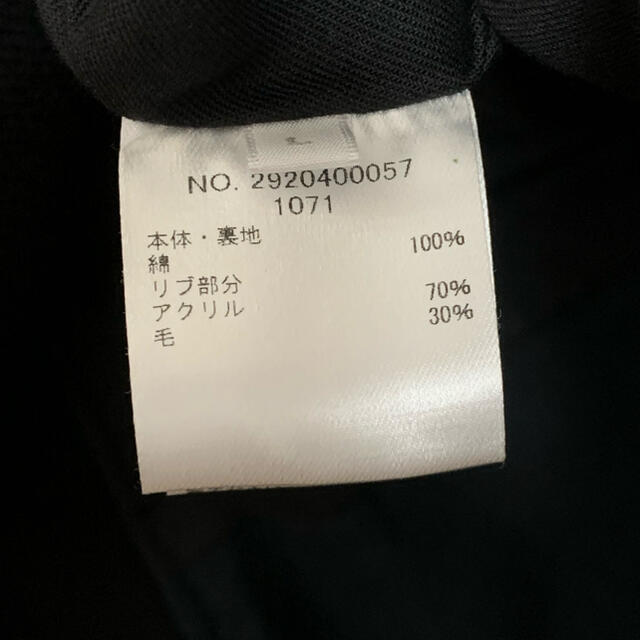 L
NO. 2920400057
1071
本体・裏地
綿 100%
リブ部分
アクリル 70%
毛 30%